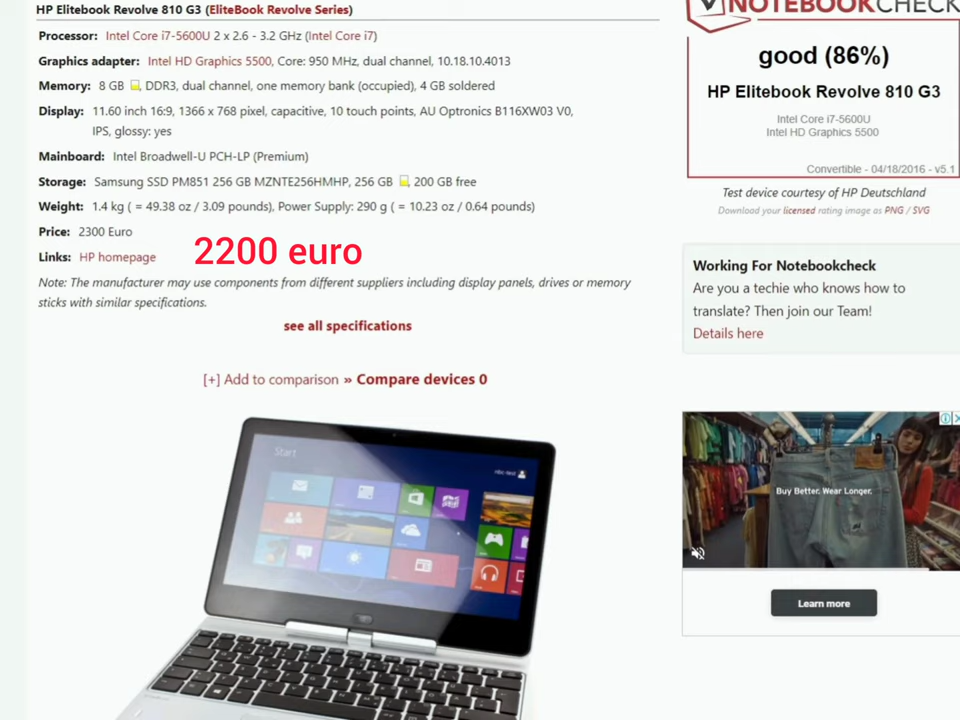 HP Elitebook Revolve 810 G3 (EliteBook Revolve Series)
Processor: Intel Core i7-5600U 2 x 2.6 - 3.2 GHz (Intel Core i7)
Graphics adapter: Intel HD Graphics 5500, Core: 950 MHz, dual channel, 10.18.10.4013
Memory: 8 GB , DDR3, dual channel, one memory bank (occupied), 4 GB soldered
Display: 11.60 inch 16:9, 1366 x 768 pixel, capacitive, 10 touch points, AU Optronics B116XW03 V0,
IPS, glossy: yes
Mainboard: Intel Broadwell-U PCH-LP (Premium)
Storage: Samsung SSD PM851 256 GB MZNTE256HMHP, 256 GB , 200 GB free
Weight: 1.4 kg ( = 49.38 oz / 3.09 pounds), Power Supply: 290 g ( = 10.23 oz / 0.64 pounds)
Price: 2300 Euro
2200 euro
Links: HP homepage
Note: The manufacturer may use components from different suppliers including display panels, drives or memory
sticks with similar specifications.
see all specifications
[+] Add to comparison » Compare devices 0
Start
NOTEBOOKCHECK
good (86%)
HP Elitebook Revolve 810 G3
Intel Core i7-5600U
Intel HD Graphics 5500
Convertible - 04/18/2016 - v5.1
Test device courtesy of HP Deutschland
Download your licensed rating image as PNG / SVG
Working For Notebookcheck
Are you a techie who knows how to
translate? Then join our Team!
Details here
Buy Better. Wear Longer.
Learn more